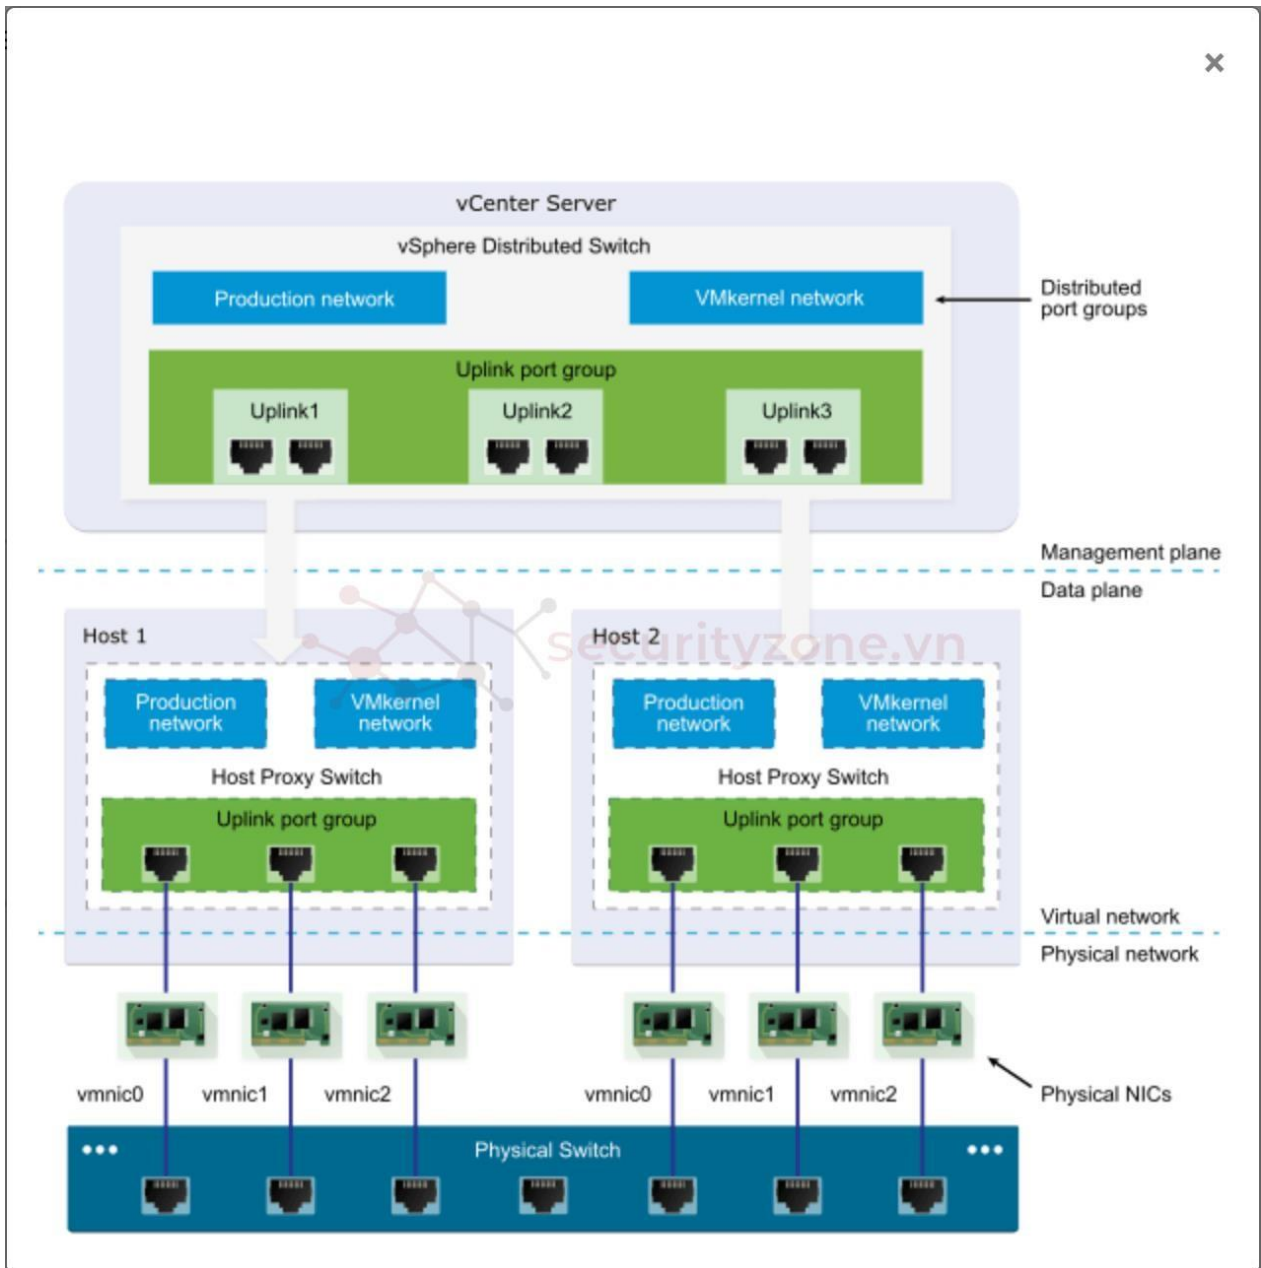 ×
vCenter Server
vSphere Distributed Switch
Production network
VMkernel network
Distributed
port groups
Uplink port group
Uplink1
Uplink2
Uplink3
Management plane
Data plane
securityzone.vn
Host 1
Production
network
VMkernel
network
Host Proxy Switch
Uplink port group
Host 2
Production
network
VMkernel
network
Host Proxy Switch
Uplink port group
Virtual network
Physical network
vmnic0
vmnic1
vmnic2
vmnic0
vmnic1
vmnic2
Physical NICs
•••
Physical Switch
•••